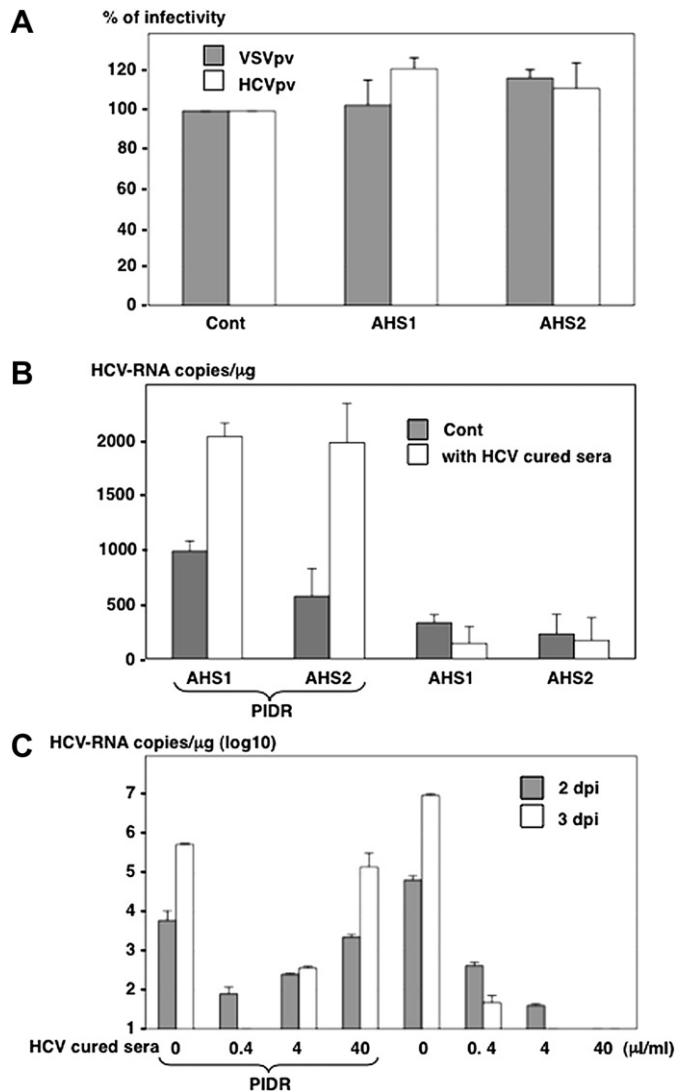 A
% of infectivity
VSVpv
HCVpv
120
100
80
60
40
20
0
Cont AHS1 AHS2
B
HCV-RNA copies/µg
Cont
with HCV cured sera
2000
1500
1000
500
0
AHS1 AHS2 AHS1 AHS2
PIDR
C
HCV-RNA copies/µg (log10)
2 dpi
3 dpi
7
6
5
4
3
2
1
HCV cured sera 0 0.4 4 40 0 0. 4 4 40 (µl/ml)
PIDR